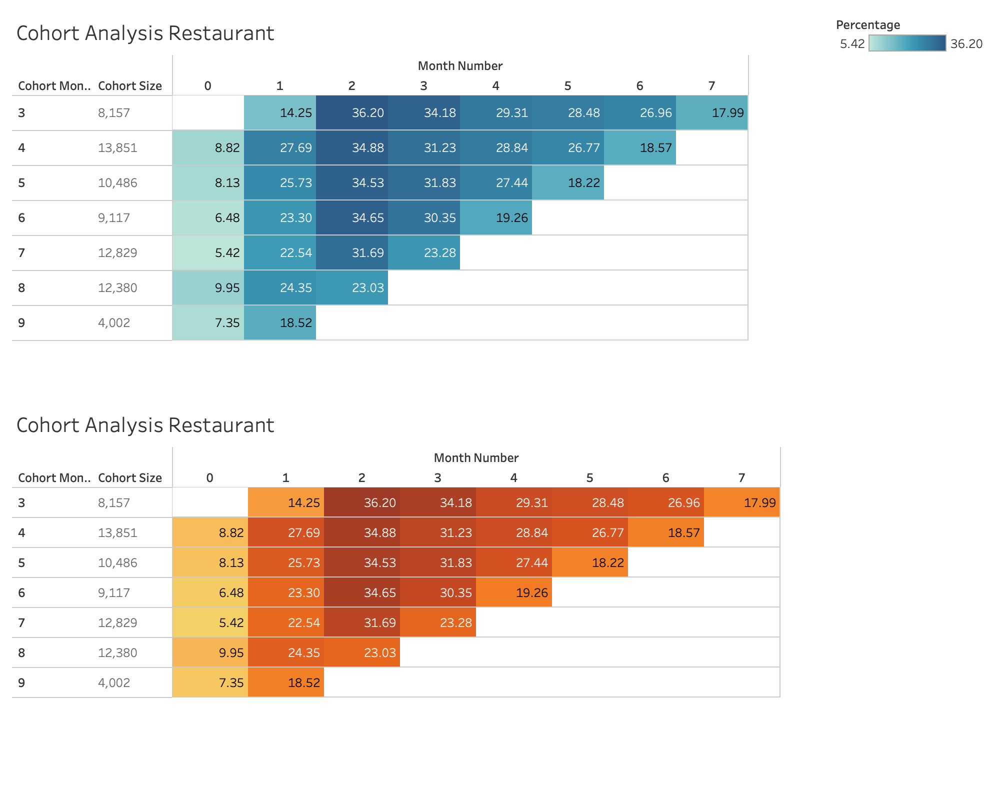 Cohort Analysis Restaurant
Percentage
5.42 36.20
Month Number
Cohort Mon.. Cohort Size 0 1 2 3 4 5 6 7
3 8,157 14.25 36.20 34.18 29.31 28.48 26.96 17.99
4 13,851 8.82 27.69 34.88 31.23 28.84 26.77 18.57
5 10,486 8.13 25.73 34.53 31.83 27.44 18.22
6 9,117 6.48 23.30 34.65 30.35 19.26
7 12,829 5.42 22.54 31.69 23.28
8 12,380 9.95 24.35 23.03
9 4,002 7.35 18.52
Cohort Analysis Restaurant
Month Number
Cohort Mon.. Cohort Size 0 1 2 3 4 5 6 7
3 8,157 14.25 36.20 34.18 29.31 28.48 26.96 17.99
4 13,851 8.82 27.69 34.88 31.23 28.84 26.77 18.57
5 10,486 8.13 25.73 34.53 31.83 27.44 18.22
6 9,117 6.48 23.30 34.65 30.35 19.26
7 12,829 5.42 22.54 31.69 23.28
8 12,380 9.95 24.35 23.03
9 4,002 7.35 18.52